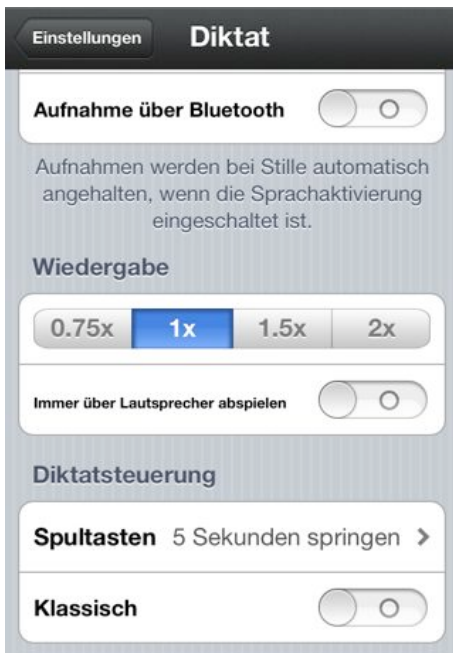 Einstellungen Diktat
Aufnahme über Bluetooth
Aufnahmen werden bei Stille automatisch
angehalten, wenn die Sprachaktivierung
eingeschaltet ist.
Wiedergabe
0.75x 1x 1.5x 2x
Immer über Lautsprecher abspielen
Diktatsteuerung
Spultasten 5 Sekunden springen
Klassisch